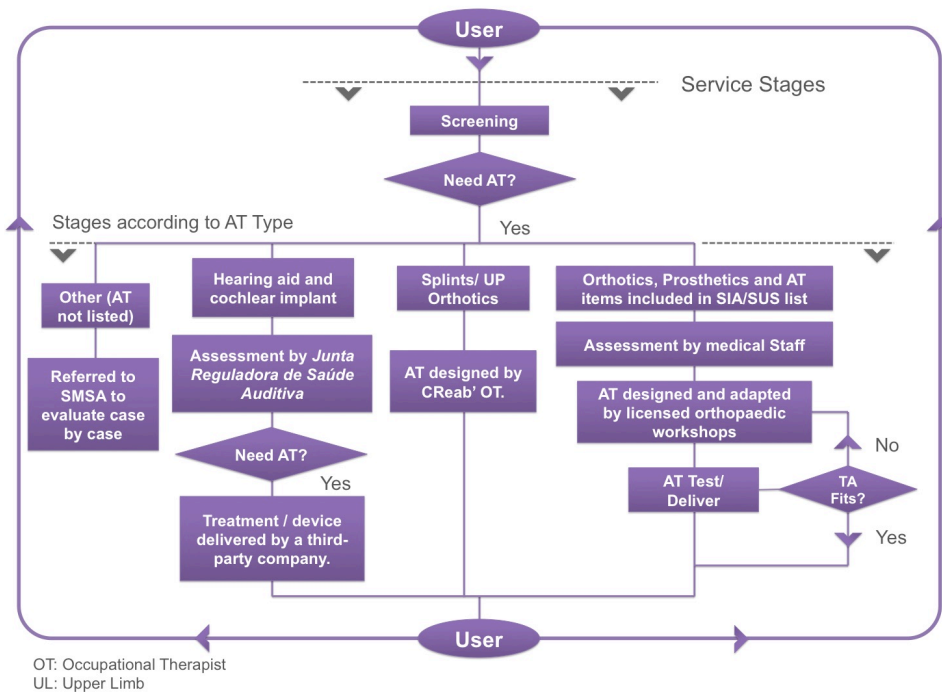 User
Service Stages
Screening
Need AT?
Yes
Stages according to AT Type
Other (AT
not listed)
Referred to
SMSA to
evaluate case
by case
Hearing aid and
cochlear implant
Assessment by Junta
Reguladora de Saúde
Auditiva
Need AT?
Yes
Treatment / device
delivered by a third-
party company.
Splints/ UP
Orthotics
AT designed by
CReab’ OT.
Orthotics, Prosthetics and AT
items included in SIA/SUS list
Assessment by medical Staff
AT designed and adapted
by licensed orthopaedic
workshops
No
AT Test/
Deliver
TA
Fits?
Yes
User
OT: Occupational Therapist
UL: Upper Limb